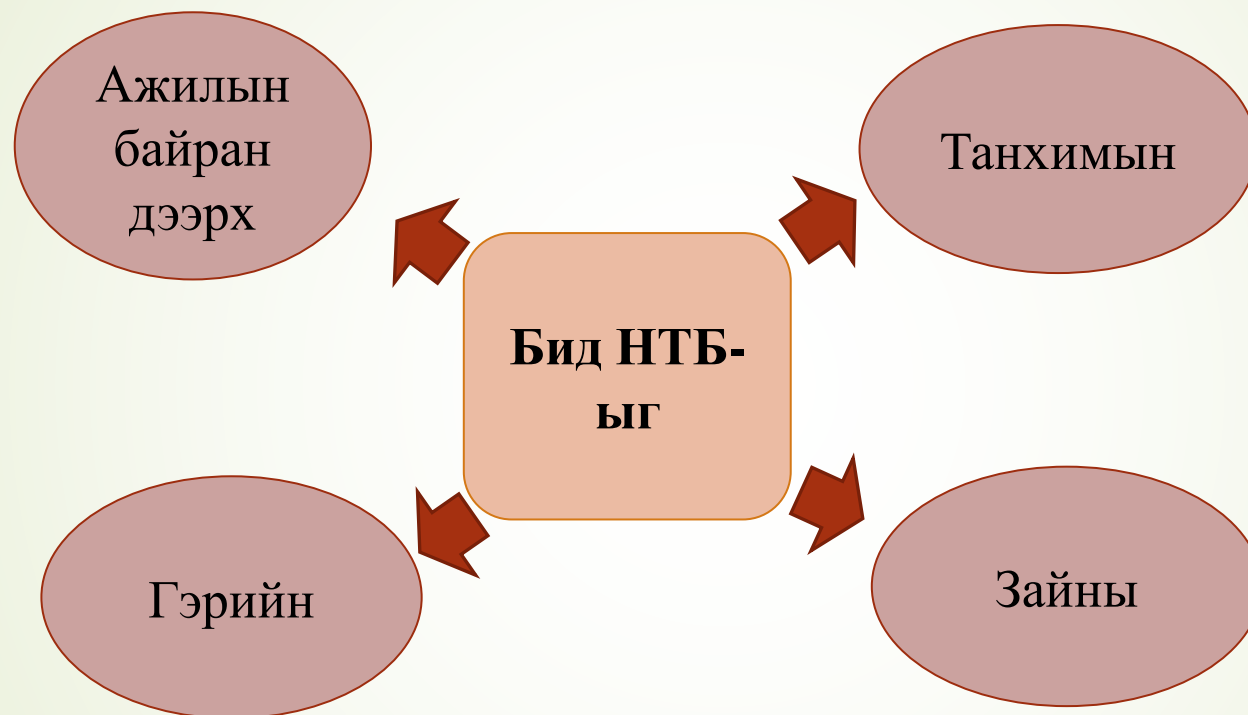 Ажилын
байран
дээрх
Танхимын
Бид НТБ-
ыг
Гэрийн
Зайны